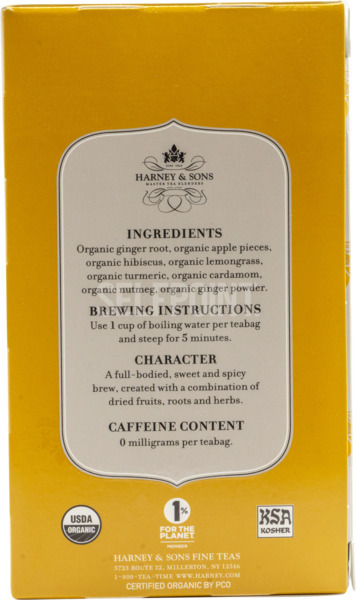 HARNEY & SONS
MASTER TEA BLENDERS
INGREDIENTS
Organic ginger root, organic apple pieces,
organic hibiscus, organic lemongrass,
organic turmeric, organic cardamom,
organic nutmeg, organic ginger powder.
BREWING INSTRUCTIONS
Use 1 cup of boiling water per teabag
and steep for 5 minutes.
CHARACTER
A full-bodied, sweet and spicy
brew, created with a combination of
dried fruits, roots and herbs.
CAFFEINE CONTENT
0 milligrams per teabag.
USDA
ORGANIC
1%
FOR THE
PLANET
MEMBER
KSA
KOSHER
HARNEY & SONS FINE TEAS
5723 ROUTE 22, MILLERTON, NY 12546
1-800-TEA-TIME WWW.HARNEY.COM
CERTIFIED ORGANIC BY PCO